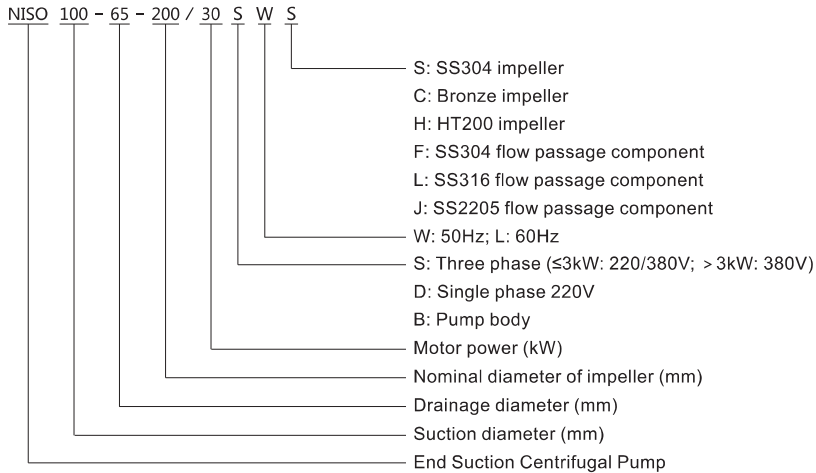 NISO 100 - 65 - 200 / 30 S W S
S: SS304 impeller
C: Bronze impeller
H: HT200 impeller
F: SS304 flow passage component
L: SS316 flow passage component
J: SS2205 flow passage component
W: 50Hz; L: 60Hz
S: Three phase (≤3kW: 220/380V; >3kW: 380V)
D: Single phase 220V
B: Pump body
Motor power (kW)
Nominal diameter of impeller (mm)
Drainage diameter (mm)
Suction diameter (mm)
End Suction Centrifugal Pump